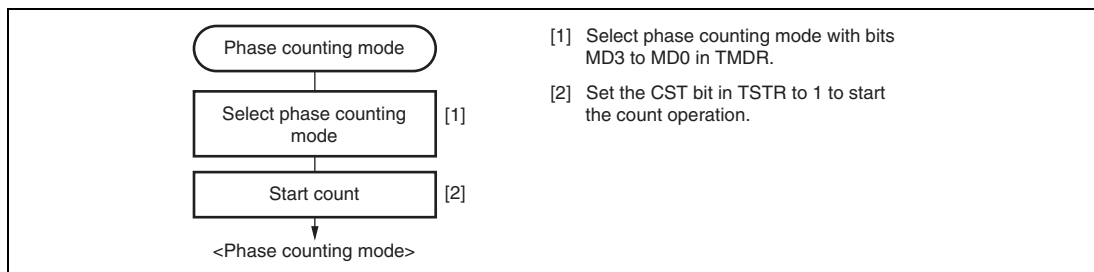 Phase counting mode
Select phase counting
mode
[1]
Start count
[2]
<Phase counting mode>
[1] Select phase counting mode with bits
MD3 to MD0 in TMDR.
[2] Set the CST bit in TSTR to 1 to start
the count operation.